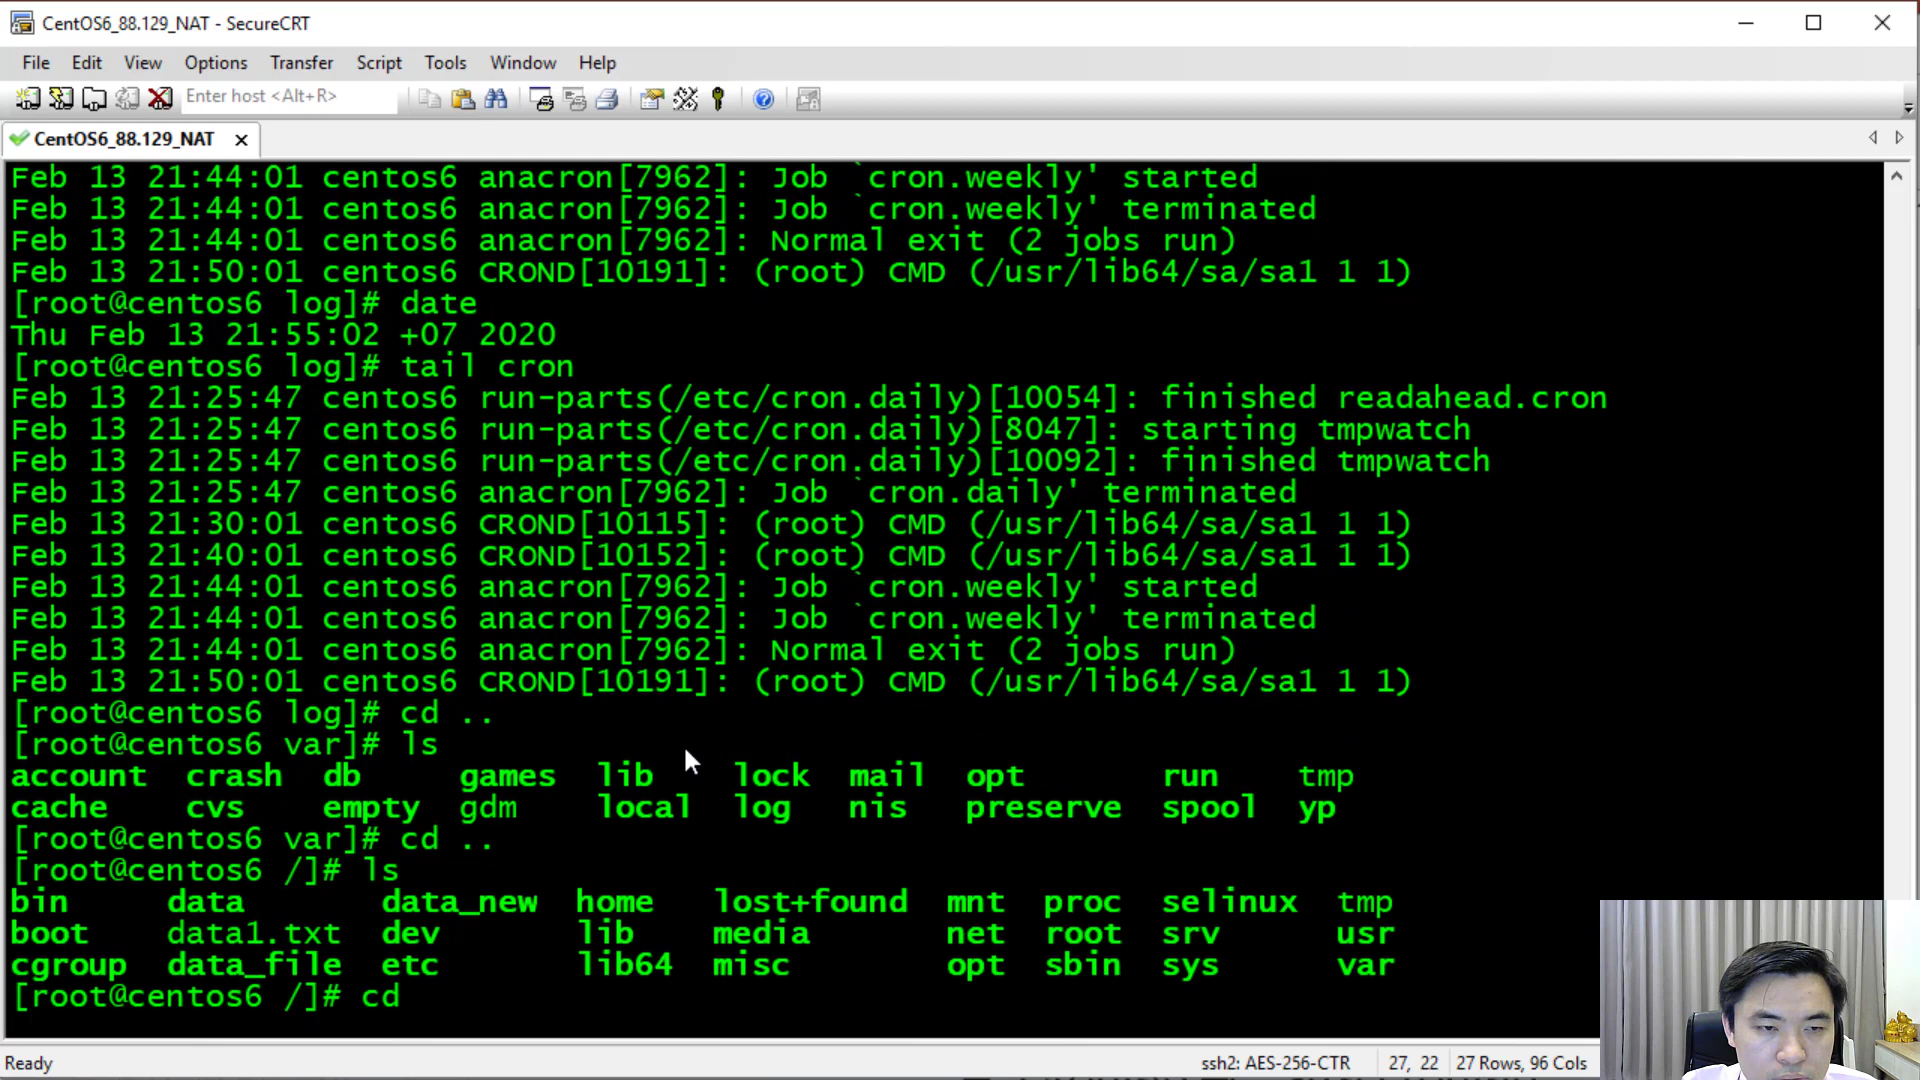 CentOS6_88.129_NAT - SecureCRT
File Edit View Options Transfer Script Tools Window Help
Enter host <Alt+R>
CentOS6_88.129_NAT
Feb 13 21:44:01 centos6 anacron[7962]: Job `cron.weekly' started
Feb 13 21:44:01 centos6 anacron[7962]: Job `cron.weekly' terminated
Feb 13 21:44:01 centos6 anacron[7962]: Normal exit (2 jobs run)
Feb 13 21:50:01 centos6 CROND[10191]: (root) CMD (/usr/lib64/sa/sa1 1 1)
[root@centos6 log]# date
Thu Feb 13 21:55:02 +07 2020
[root@centos6 log]# tail cron
Feb 13 21:25:47 centos6 run-parts(/etc/cron.daily)[10054]: finished readahead.cron
Feb 13 21:25:47 centos6 run-parts(/etc/cron.daily)[8047]: starting tmpwatch
Feb 13 21:25:47 centos6 run-parts(/etc/cron.daily)[10092]: finished tmpwatch
Feb 13 21:25:47 centos6 anacron[7962]: Job `cron.daily' terminated
Feb 13 21:30:01 centos6 CROND[10115]: (root) CMD (/usr/lib64/sa/sa1 1 1)
Feb 13 21:40:01 centos6 CROND[10152]: (root) CMD (/usr/lib64/sa/sa1 1 1)
Feb 13 21:44:01 centos6 anacron[7962]: Job `cron.weekly' started
Feb 13 21:44:01 centos6 anacron[7962]: Job `cron.weekly' terminated
Feb 13 21:44:01 centos6 anacron[7962]: Normal exit (2 jobs run)
Feb 13 21:50:01 centos6 CROND[10191]: (root) CMD (/usr/lib64/sa/sa1 1 1)
[root@centos6 log]# cd ..
[root@centos6 var]# ls
account crash db games lib lock mail opt run tmp
cache cvs empty gdm local log nis preserve spool yp
[root@centos6 var]# cd ..
[root@centos6 /]# ls
bin data data_new home lost+found mnt proc selinux tmp
boot data1.txt dev lib media net root srv usr
cgroup data_file etc lib64 misc opt sbin sys var
[root@centos6 /]# cd
Ready ssh2: AES-256-CTR 27, 22 27 Rows, 96 Cols